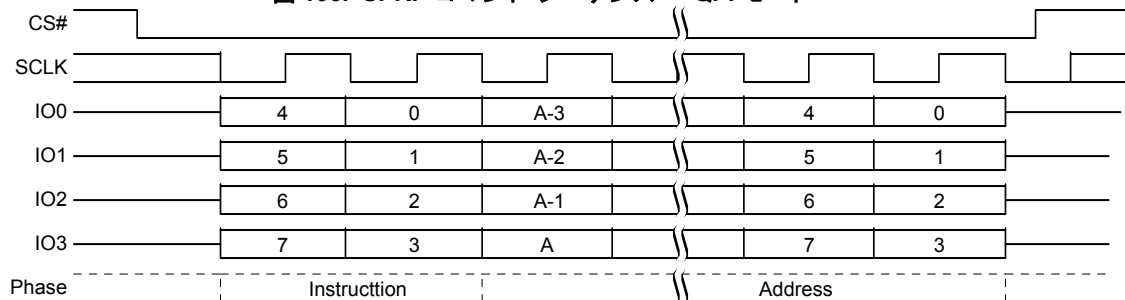 CS#
SCLK
IO0 4 0 A-3 4 0
IO1 5 1 A-2 5 1
IO2 6 2 A-1 6 2
IO3 7 3 A 7 3
Phase Instructtion Address